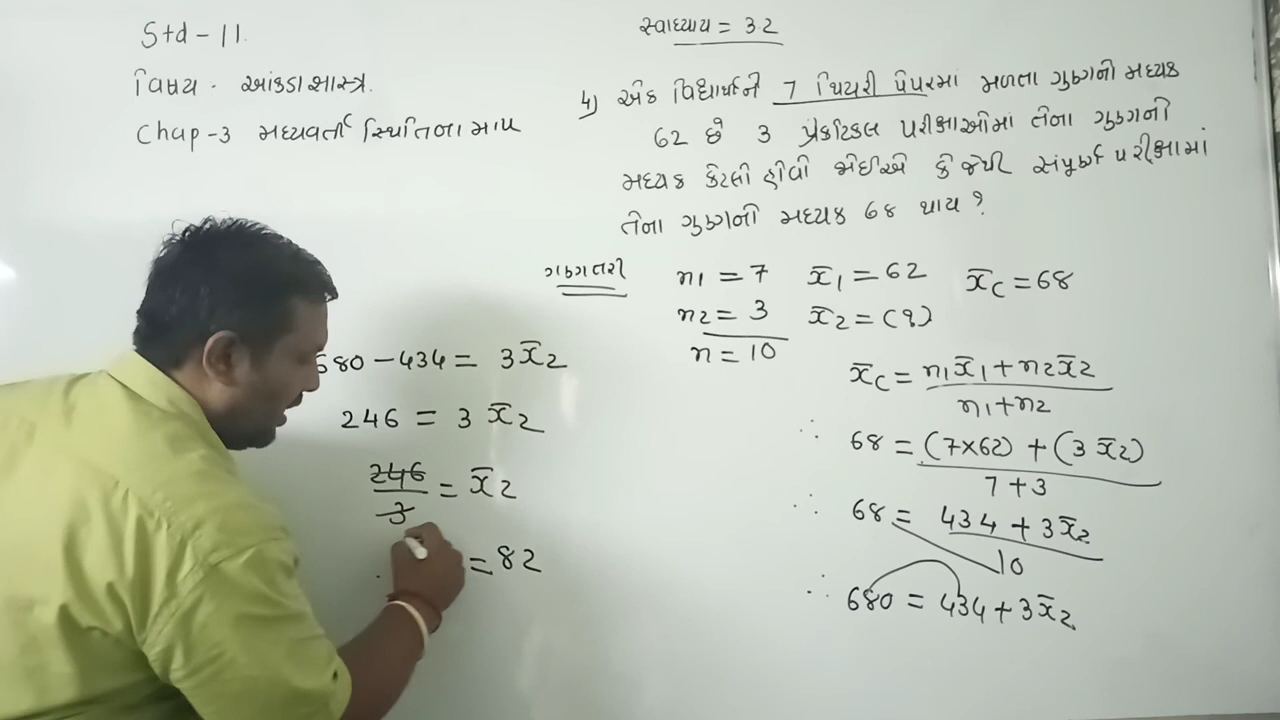 Std - 11.
વિષય - આંકડાશાસ્ત્ર.
Chap -3 મધ્યવર્તી સ્થિતિના માપ
સ્વાધ્યાય = 3.2
4) એક વિદ્યાર્થીને 7 થિયરી પેપરમાં મળતા ગુણની મધ્યક
62 છે 3 પ્રેક્ટિકલ પરીક્ષાઓમાં તેના ગુણની
મધ્યક કેટલી હોવી જોઈએ કે જેથી સંપૂર્ણ પરીક્ષામાં
તેના ગુણની મધ્યક 68 થાય ?
ગણતરી
n1 = 7 x̄1 = 62 x̄c = 68
n2 = 3 x̄2 = (?)
n = 10
x̄c = n1x̄1 + n2x̄2
n1 + n2
∴ 68 = (7×62) + (3 x̄2)
7 + 3
∴ 68 = 434 + 3x̄2
10
∴ 680 = 434 + 3x̄2
680 - 434 = 3x̄2
246 = 3 x̄2
246 = x̄2
3
= 82